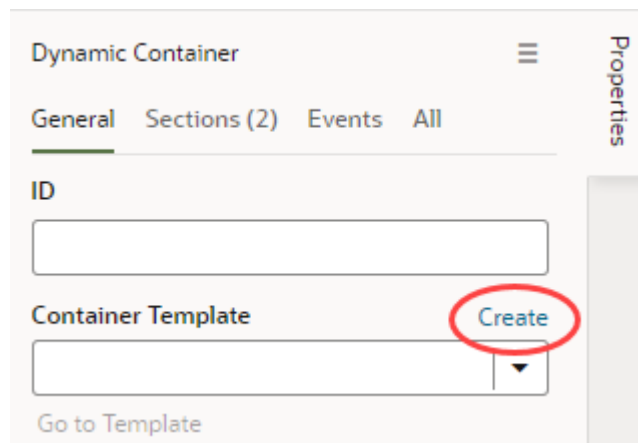 Dynamic Container
Properties
General Sections (2) Events All
ID
Container Template Create
Go to Template